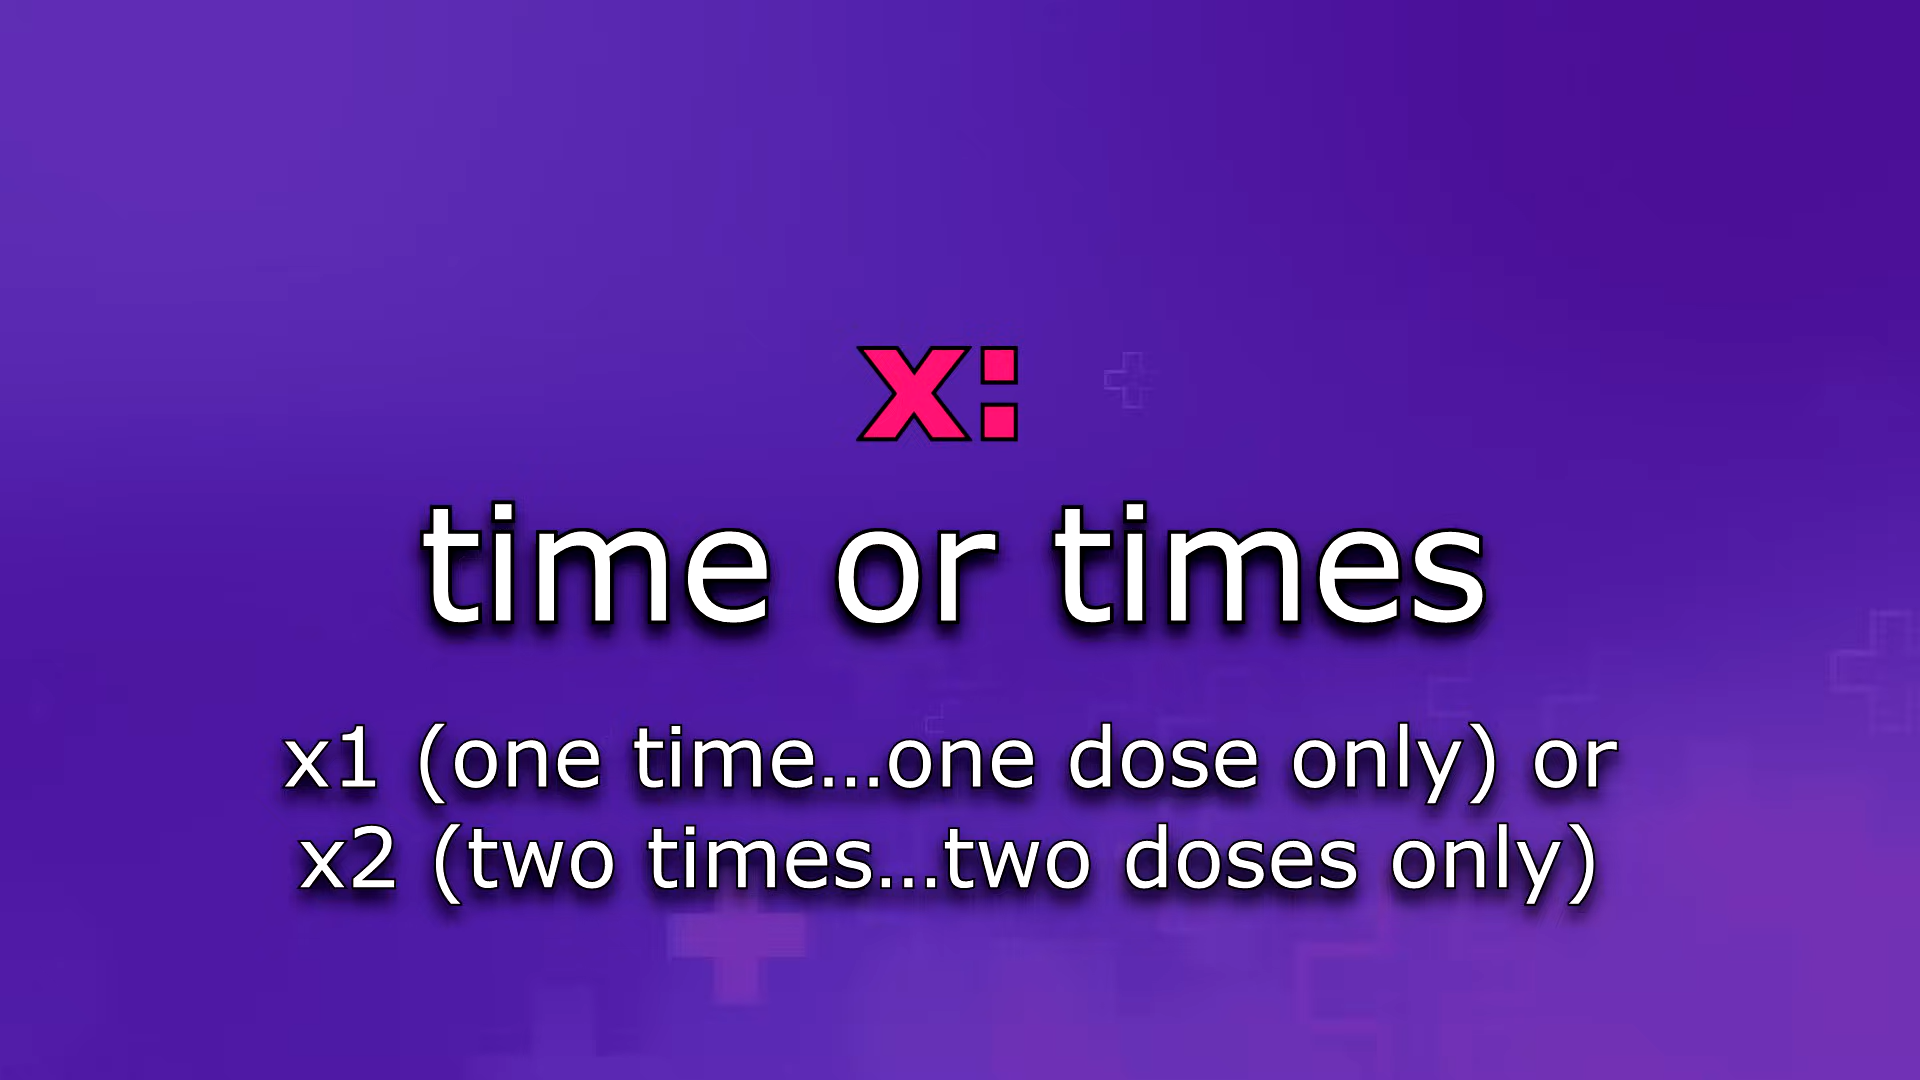 x:
time or times
x1 (one time...one dose only) or
x2 (two times...two doses only)